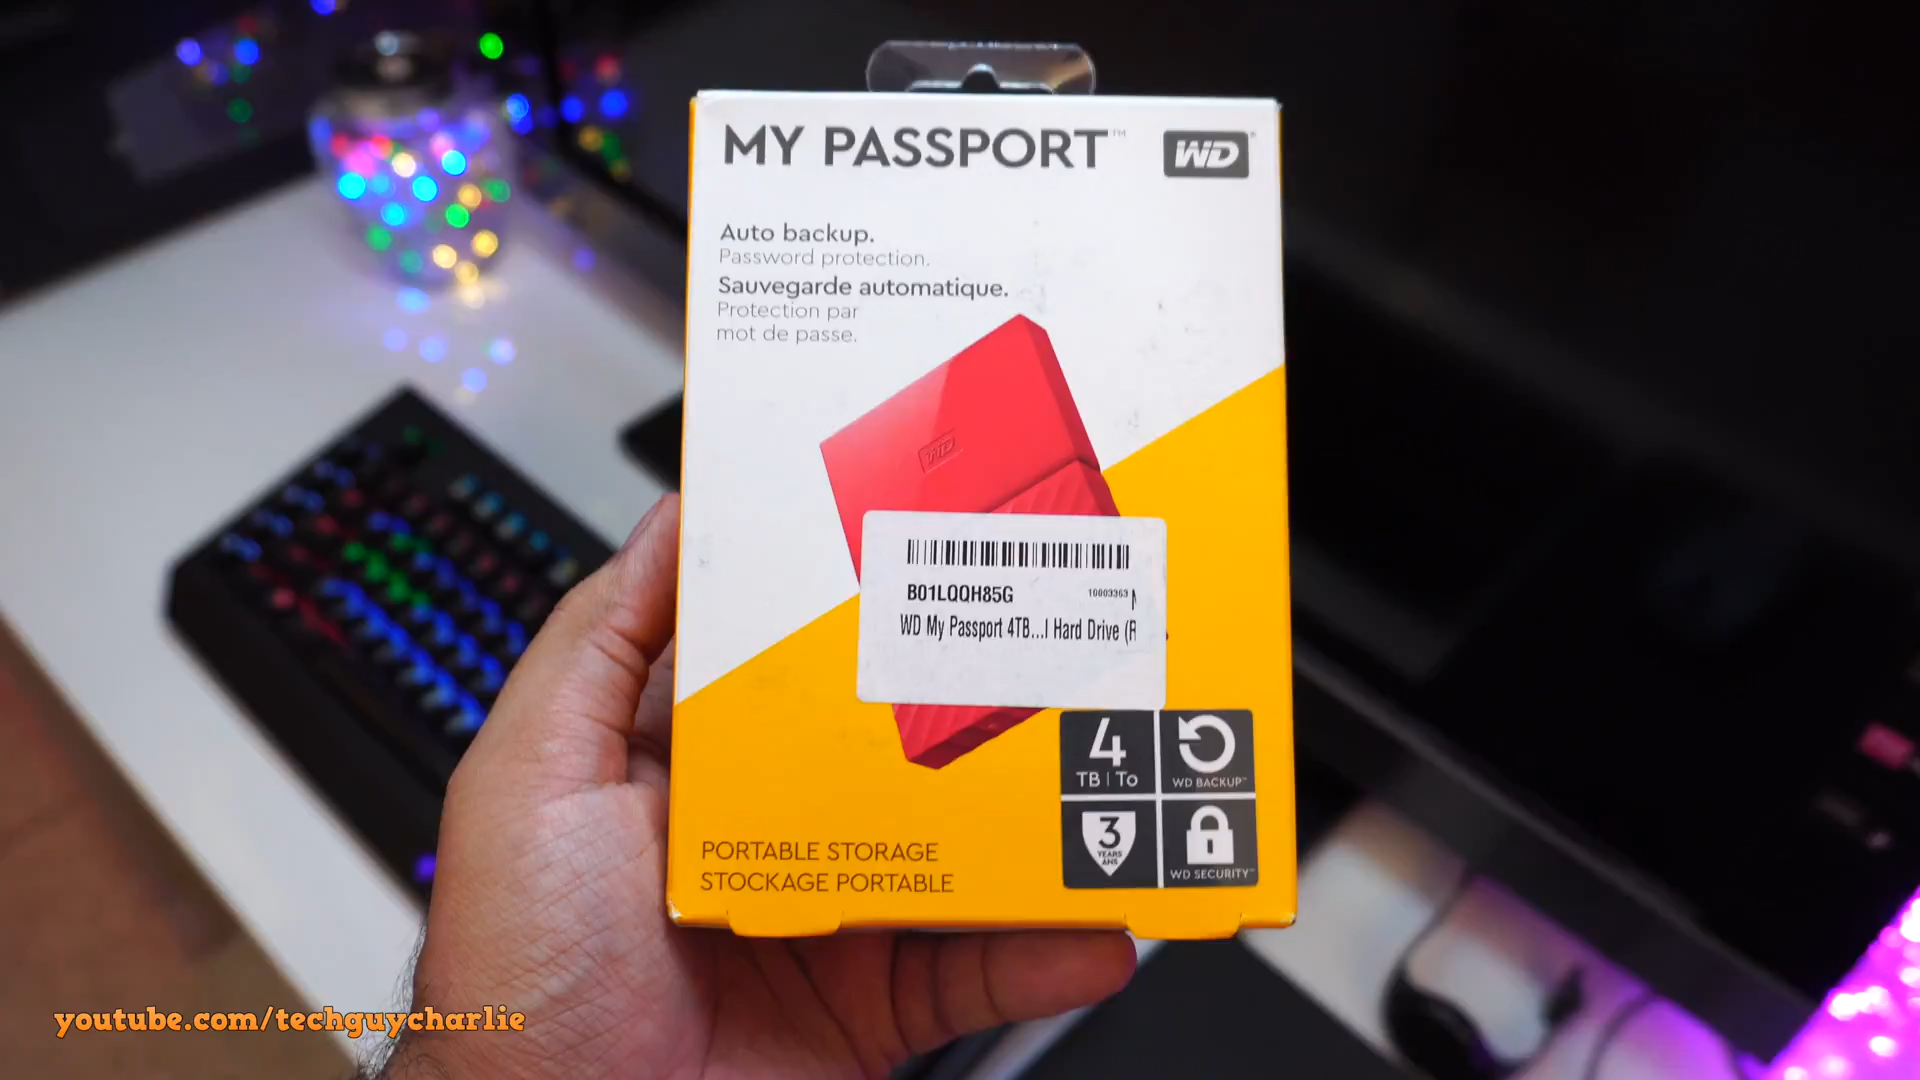 MY PASSPORT™
WD®
Auto backup.
Password protection.
Sauvegarde automatique.
Protection par
mot de passe.
WD
B01LQQH85G
10003363
WD My Passport 4TB...l Hard Drive (R
4
TB | To
WD BACKUP™
3
YEARS
ANS
WD SECURITY™
PORTABLE STORAGE
STOCKAGE PORTABLE
youtube.com/techguycharlie